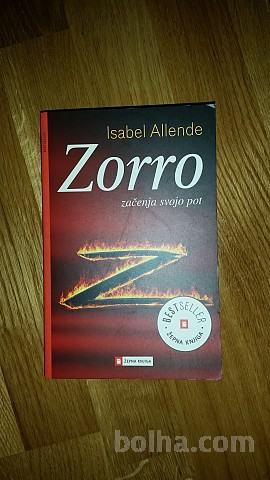 Isabel Allende
Zorro
začenja svojo pot
Z
BESTSELLER
ŽEPNA KNJIGA
ŽEPNA KNJIGA
bolha.com